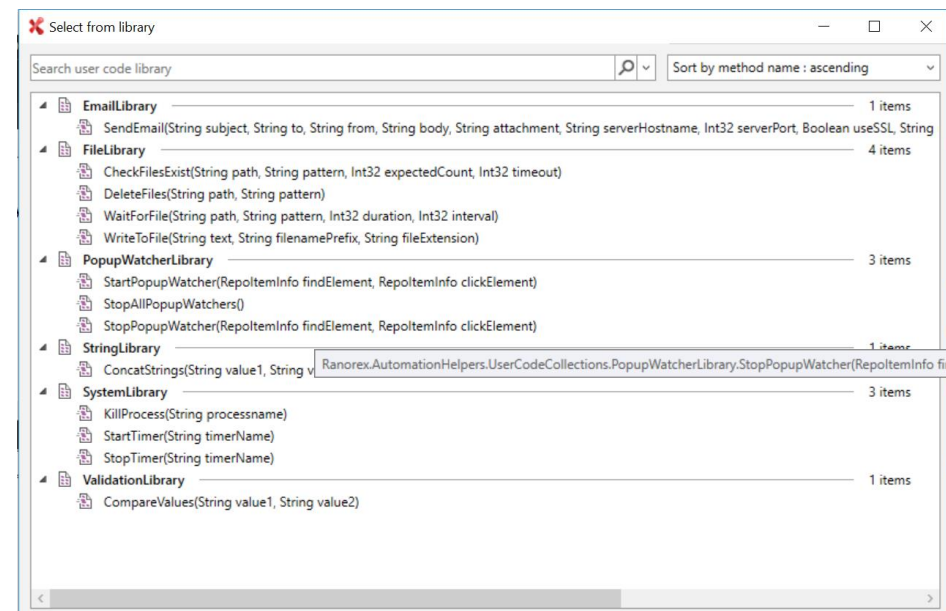 Select from library
Search user code library
Sort by method name : ascending
EmailLibrary 1 items
SendEmail(String subject, String to, String from, String body, String attachment, String serverHostname, Int32 serverPort, Boolean useSSL, String
FileLibrary 4 items
CheckFilesExist(String path, String pattern, Int32 expectedCount, Int32 timeout)
DeleteFiles(String path, String pattern)
WaitForFile(String path, String pattern, Int32 duration, Int32 interval)
WriteToFile(String text, String filenamePrefix, String fileExtension)
PopupWatcherLibrary 3 items
StartPopupWatcher(RepoItemInfo findElement, RepoItemInfo clickElement)
StopAllPopupWatchers()
StopPopupWatcher(RepoItemInfo findElement, RepoItemInfo clickElement)
StringLibrary 1 items
ConcatStrings(String value1, String v
Ranorex.AutomationHelpers.UserCodeCollections.PopupWatcherLibrary.StopPopupWatcher(RepoItemInfo fi
SystemLibrary 3 items
KillProcess(String processname)
StartTimer(String timerName)
StopTimer(String timerName)
ValidationLibrary 1 items
CompareValues(String value1, String value2)